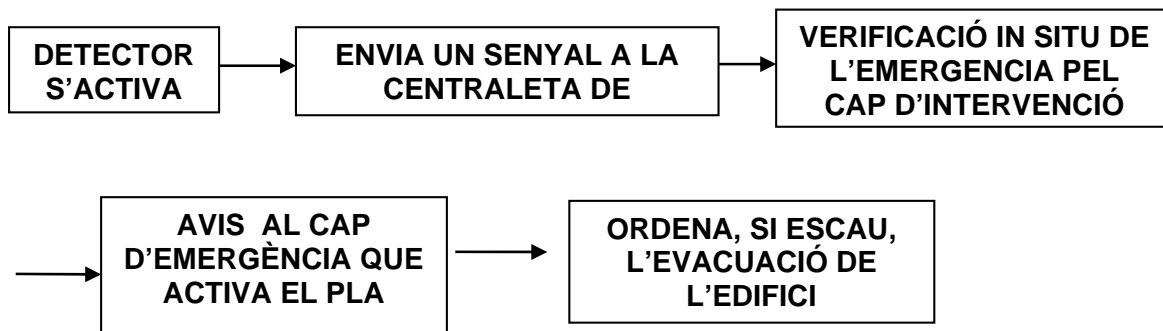 DETECTOR
S’ACTIVA
ENVIA UN SENYAL A LA
CENTRALETA DE
VERIFICACIÓ IN SITU DE
L’EMERGENCIA PEL
CAP D’INTERVENCIÓ
AVIS AL CAP
D’EMERGÈNCIA QUE
ACTIVA EL PLA
ORDENA, SI ESCAU,
L’EVACUACIÓ DE
L’EDIFICI